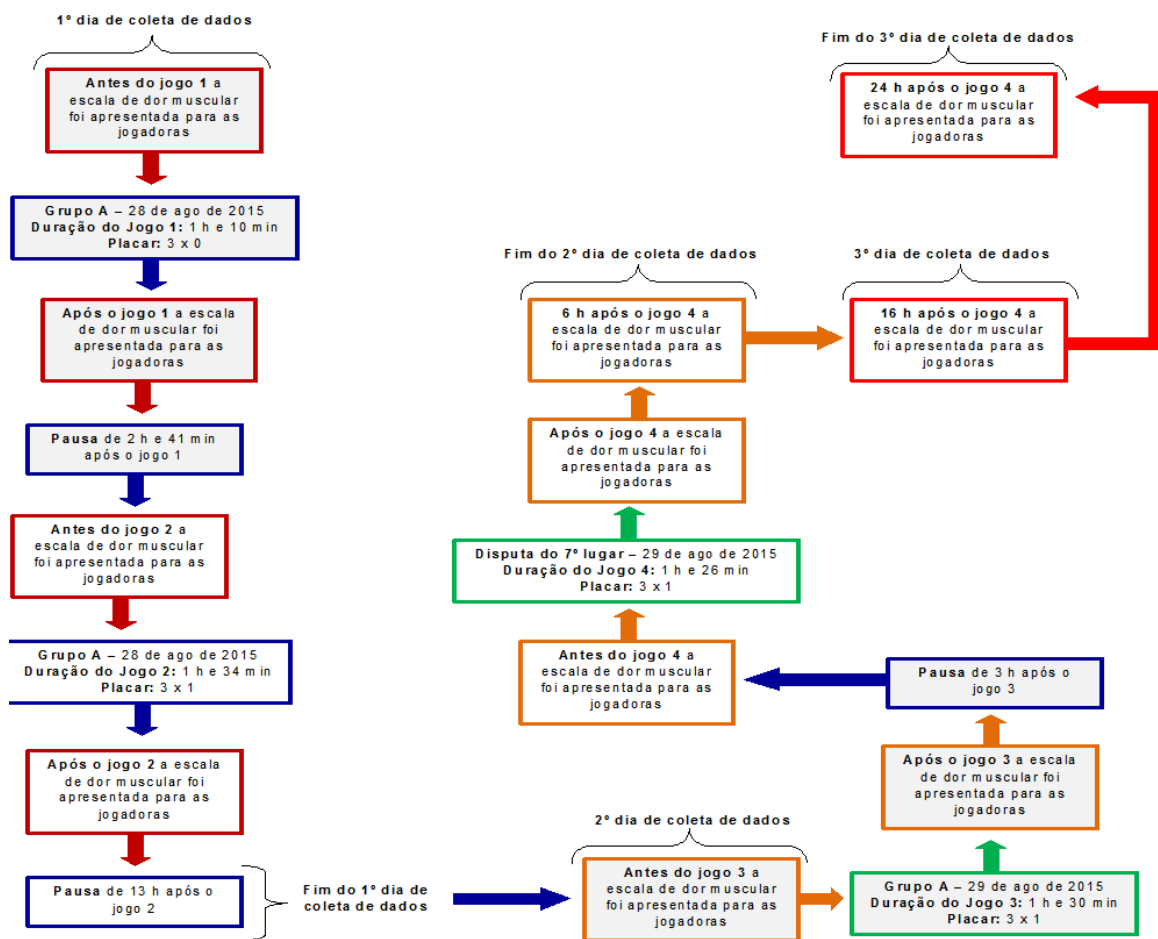 1º dia de coleta de dados
Antes do jogo 1 a
escala de dor muscular
foi apresentada para as
jogadoras
Grupo A – 28 de ago de 2015
Duração do Jogo 1: 1 h e 10 min
Placar: 3 x 0
Após o jogo 1 a escala
de dor muscular foi
apresentada para as
jogadoras
Pausa de 2 h e 41 min
após o jogo 1
Antes do jogo 2 a
escala de dor muscular
foi apresentada para as
jogadoras
Grupo A – 28 de ago de 2015
Duração do Jogo 2: 1 h e 34 min
Placar: 3 x 1
Após o jogo 2 a escala
de dor muscular foi
apresentada para as
jogadoras
Pausa de 13 h após o
jogo 2
Fim do 1º dia de
coleta de dados
2º dia de coleta de dados
Antes do jogo 3 a
escala de dor muscular
foi apresentada para as
jogadoras
Grupo A – 29 de ago de 2015
Duração do Jogo 3: 1 h e 30 min
Placar: 3 x 1
Após o jogo 3 a escala
de dor muscular foi
apresentada para as
jogadoras
Pausa de 3 h após o
jogo 3
Antes do jogo 4 a
escala de dor muscular
foi apresentada para as
jogadoras
Disputa do 7º lugar – 29 de ago de 2015
Duração do Jogo 4: 1 h e 26 min
Placar: 3 x 1
Após o jogo 4 a escala
de dor muscular foi
apresentada para as
jogadoras
Fim do 2º dia de coleta de dados
6 h após o jogo 4 a
escala de dor muscular
foi apresentada para as
jogadoras
3º dia de coleta de dados
16 h após o jogo 4 a
escala de dor muscular
foi apresentada para as
jogadoras
Fim do 3º dia de coleta de dados
24 h após o jogo 4 a
escala de dor muscular
foi apresentada para as
jogadoras